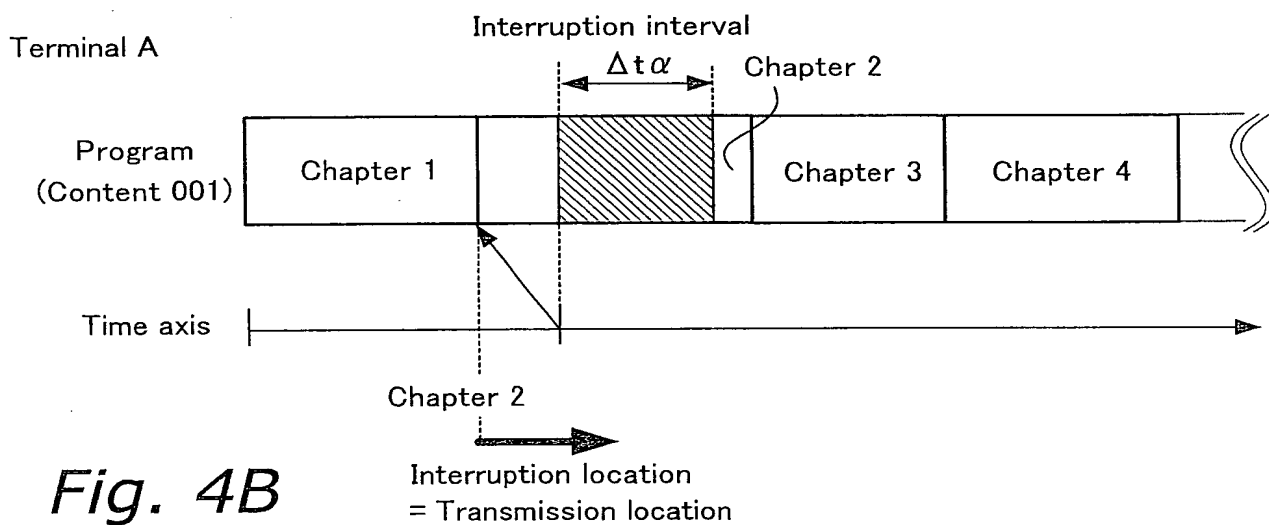 Terminal A
Interruption interval
Δtα
Chapter 2
Program
(Content 001)
Chapter 1
Chapter 3
Chapter 4
Time axis
Chapter 2
Interruption location
= Transmission location
Fig. 4B